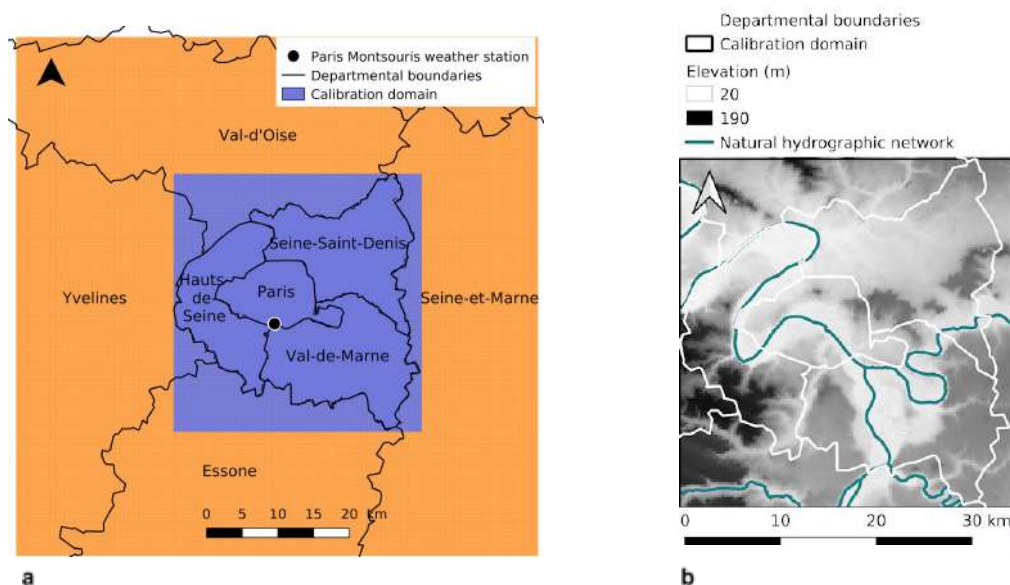 Paris Montsouris weather station
Departmental boundaries
Calibration domain
Val-d'Oise
Seine-Saint-Denis
Hauts
de
Seine
Paris
Yvelines
Seine-et-Marne
Val-de-Marne
Essone
0 5 10 15 20 km
a
Departmental boundaries
Calibration domain
Elevation (m)
20
190
Natural hydrographic network
0 10 20 30 km
b